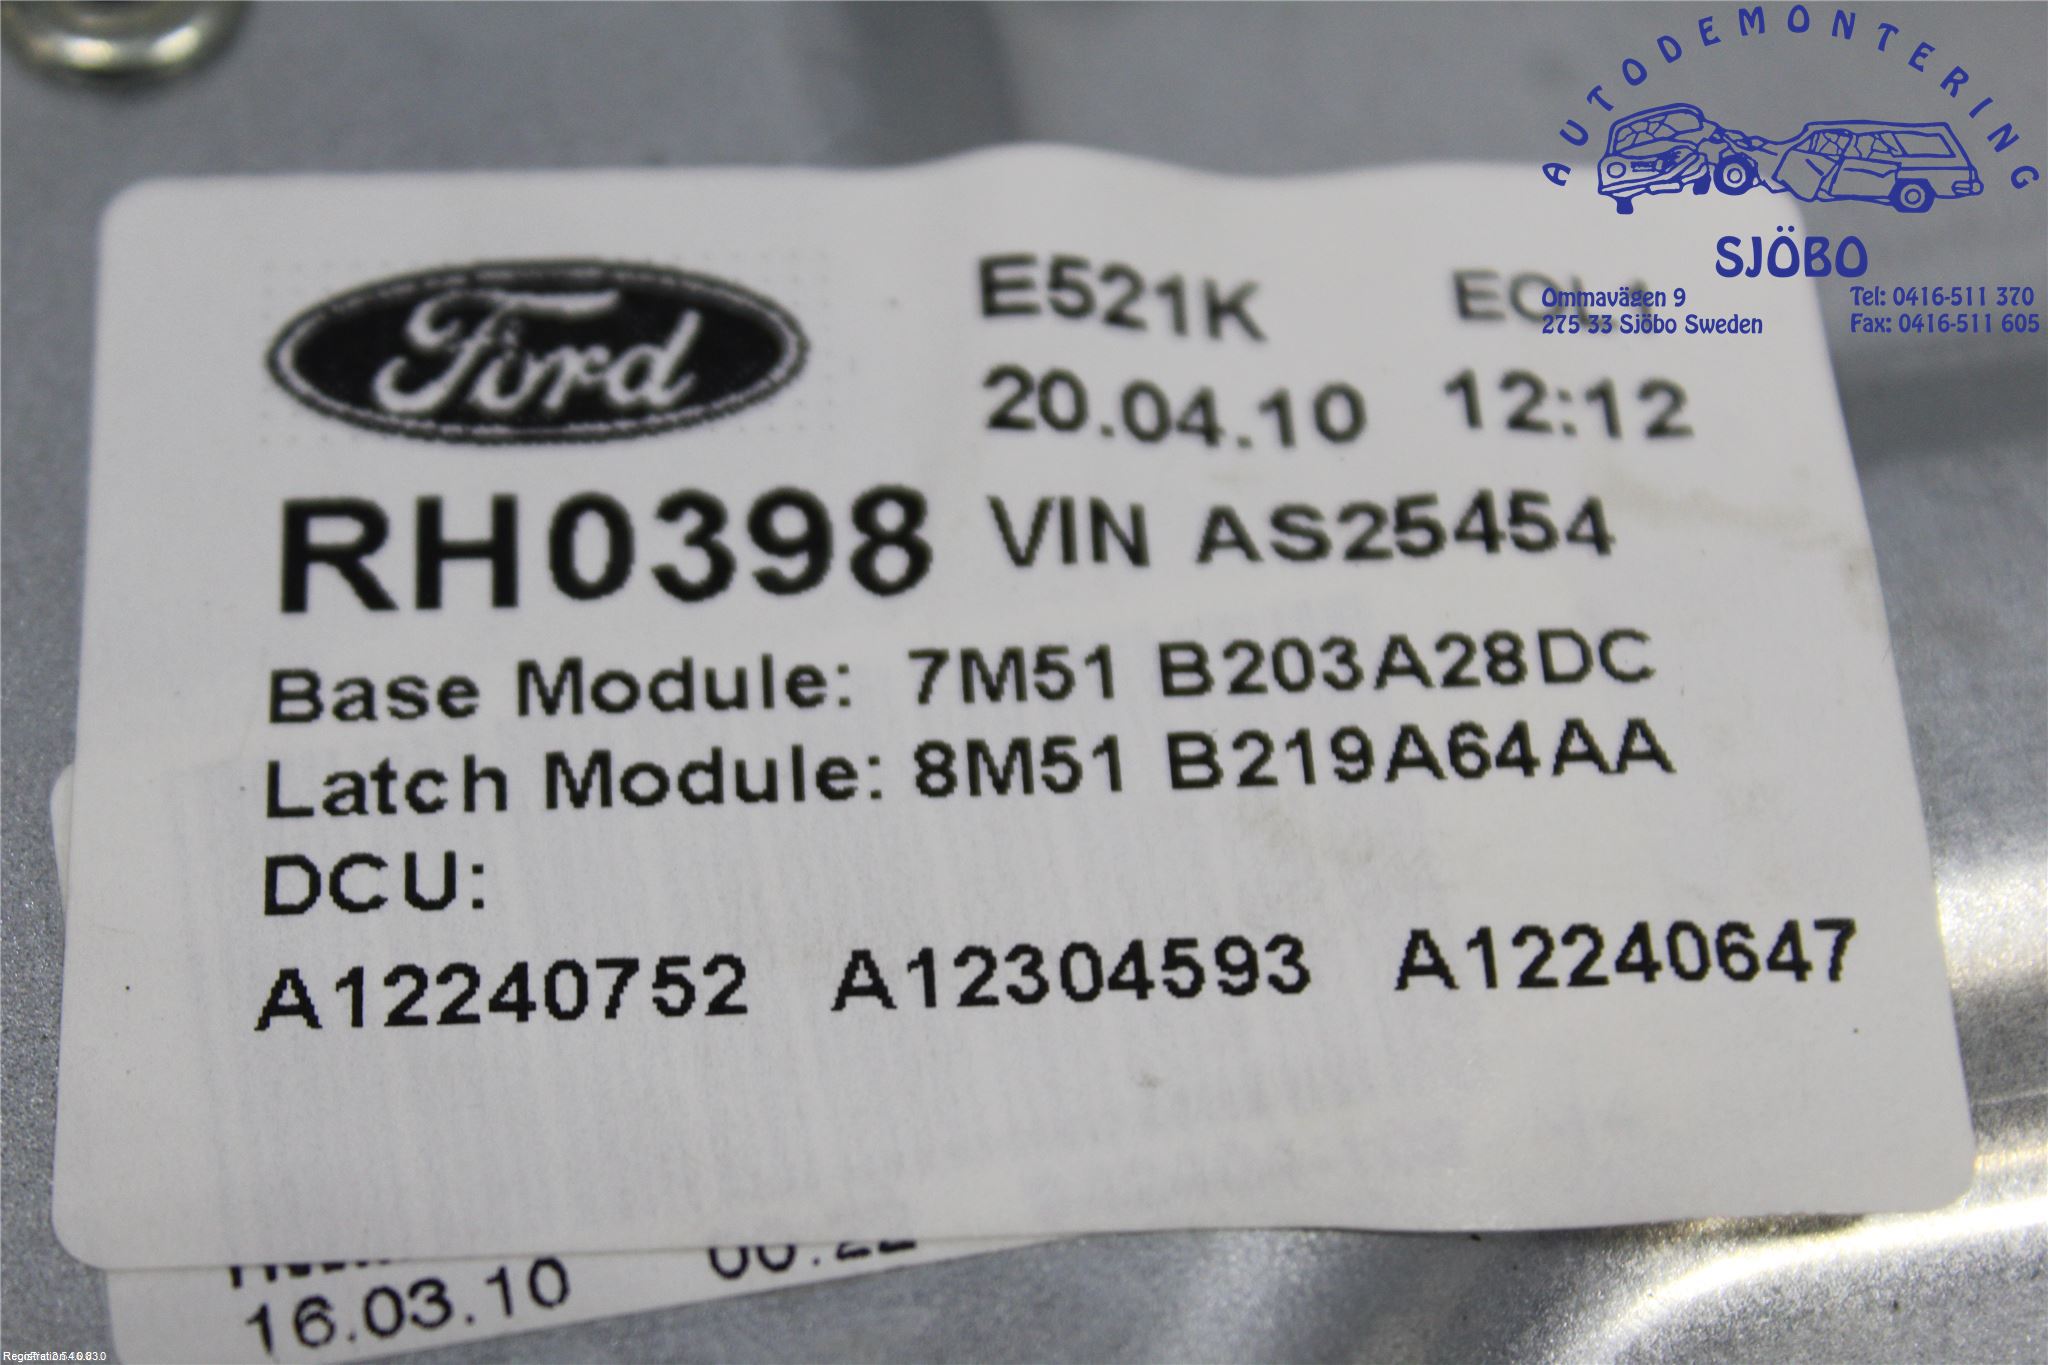 AUTODEMONTERING
SJÖBO
Ommavägen 9 Tel: 0416-511 370
275 33 Sjöbo Sweden Fax: 0416-511 605
Ford
E521K EOL1
20.04.10 12:12
RH0398 VIN AS25454
Base Module: 7M51 B203A28DC
Latch Module: 8M51 B219A64AA
DCU:
A12240752 A12304593 A12240647
16.03.10